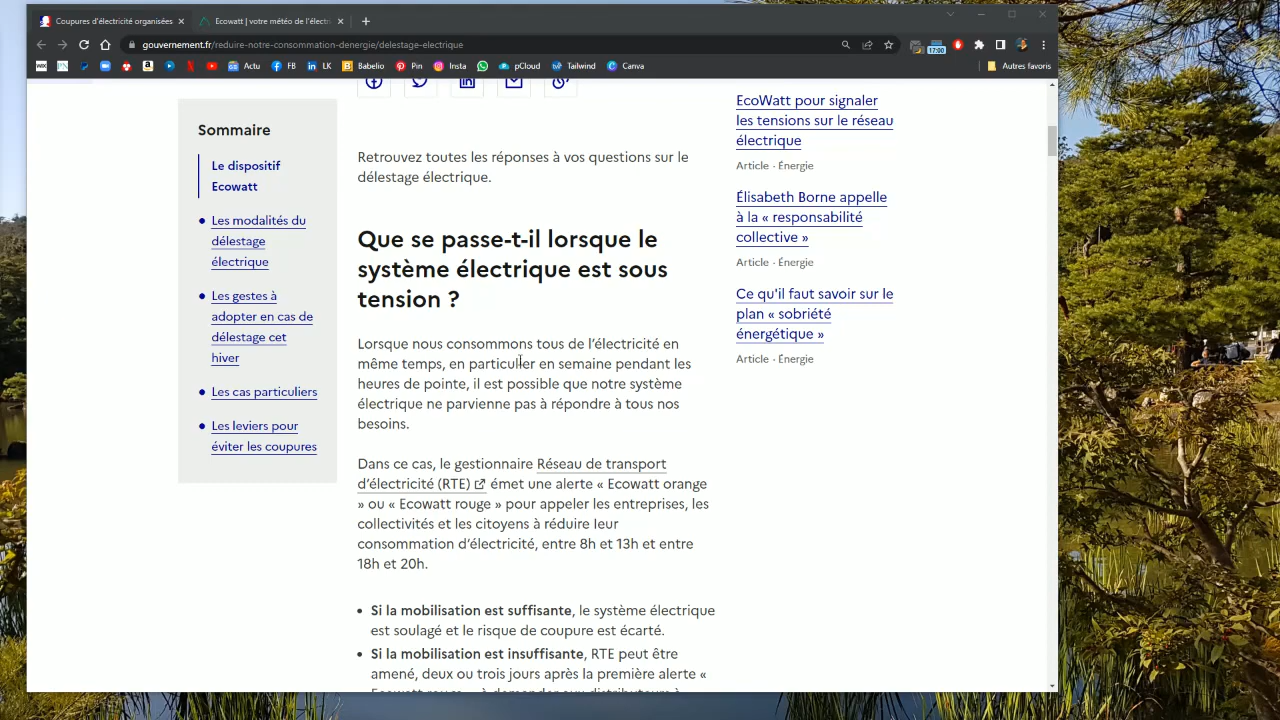 Coupures d'électricité organisées
Ecowatt | votre météo de l'électri
gouvernement.fr/reduire-notre-consommation-denergie/delestage-electrique
17:00
Actu
FB
LK
Babelio
Pin
Insta
pCloud
Tailwind
Canva
Autres favoris
Sommaire
Le dispositif
Ecowatt
Les modalités du
délestage
électrique
Les gestes à
adopter en cas de
délestage cet
hiver
Les cas particuliers
Les leviers pour
éviter les coupures
Retrouvez toutes les réponses à vos questions sur le
délestage électrique.
Que se passe-t-il lorsque le
système électrique est sous
tension ?
Lorsque nous consommons tous de l'électricité en
même temps, en particulier en semaine pendant les
heures de pointe, il est possible que notre système
électrique ne parvienne pas à répondre à tous nos
besoins.
Dans ce cas, le gestionnaire Réseau de transport
d'électricité (RTE) émet une alerte « Ecowatt orange
» ou « Ecowatt rouge » pour appeler les entreprises, les
collectivités et les citoyens à réduire leur
consommation d'électricité, entre 8h et 13h et entre
18h et 20h.
Si la mobilisation est suffisante, le système électrique
est soulagé et le risque de coupure est écarté.
Si la mobilisation est insuffisante, RTE peut être
amené, deux ou trois jours après la première alerte «
EcoWatt pour signaler
les tensions sur le réseau
électrique
Article · Énergie
Élisabeth Borne appelle
à la « responsabilité
collective »
Article · Énergie
Ce qu'il faut savoir sur le
plan « sobriété
énergétique »
Article · Énergie